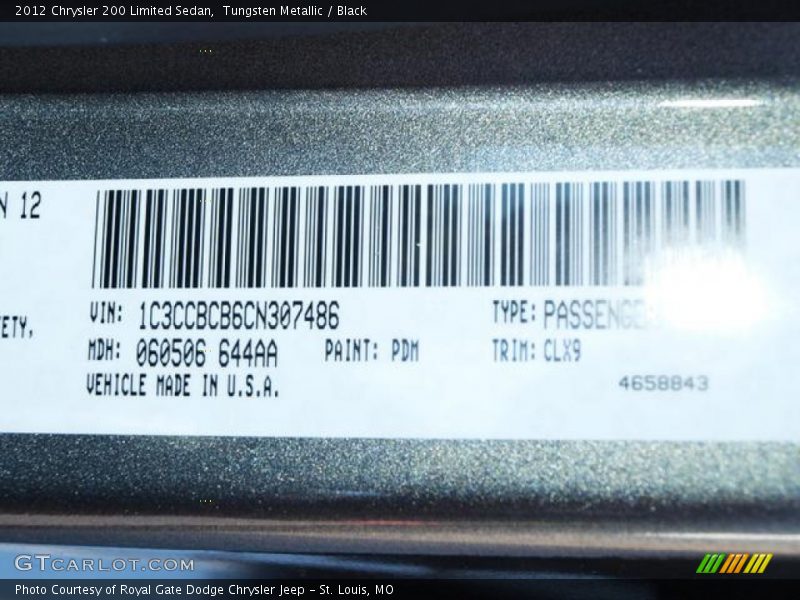 2012 Chrysler 200 Limited Sedan, Tungsten Metallic / Black
N 12
VIN: 1C3CCBCB6CN307486 TYPE: PASSENGE
ETY,
MDH: 060506 644AA PAINT: PDM TRIM: CLX9
VEHICLE MADE IN U.S.A. 4658843
GTCARLOT.COM
Photo Courtesy of Royal Gate Dodge Chrysler Jeep - St. Louis, MO